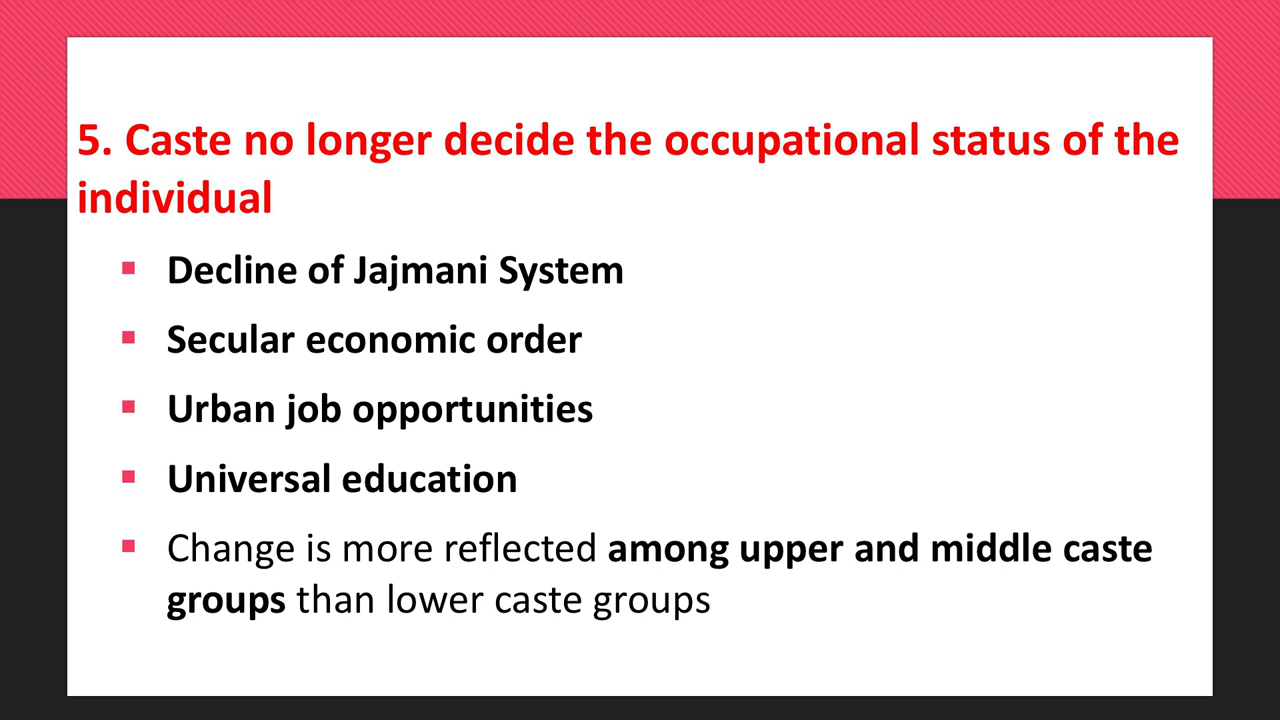 5. Caste no longer decide the occupational status of the
individual
▪ Decline of Jajmani System
▪ Secular economic order
▪ Urban job opportunities
▪ Universal education
▪ Change is more reflected among upper and middle caste
groups than lower caste groups